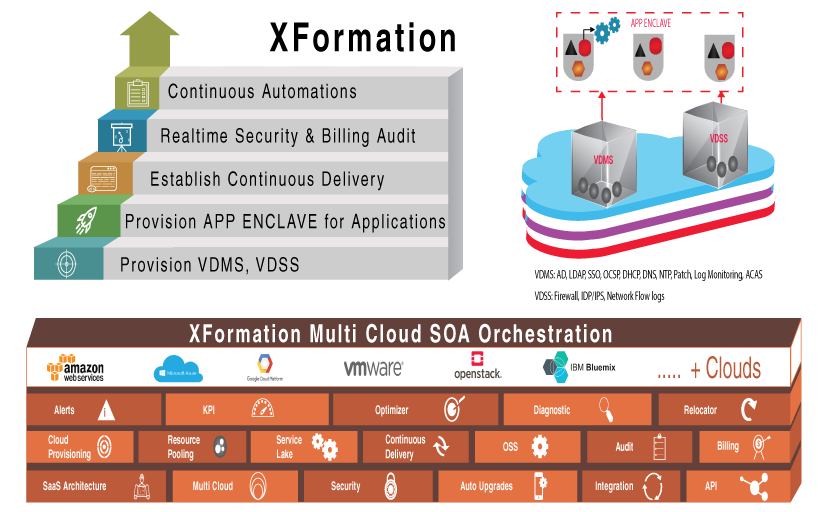 XFormation
Continuous Automations
Realtime Security & Billing Audit
Establish Continuous Delivery
Provision APP ENCLAVE for Applications
Provision VDMS, VDSS
APP ENCLAVE
VDMS
VDSS
VDMS: AD, LDAP, SSO, OCSP, DHCP, DNS, NTP, Patch, Log Monitoring, ACAS
VDSS: Firewall, IDP/IPS, Network Flow logs
XFormation Multi Cloud SOA Orchestration
amazon
web services
Microsoft Azure
Google Cloud Platform
vmware®
openstack.
IBM Bluemix
..... + Clouds
Alerts
KPI
Optimizer
Diagnostic
Relocator
Cloud
Provisioning
Resource
Pooling
Service
Lake
Continuous
Delivery
OSS
Audit
Billing
SaaS Architecture
Multi Cloud
Security
Auto Upgrades
Integration
API